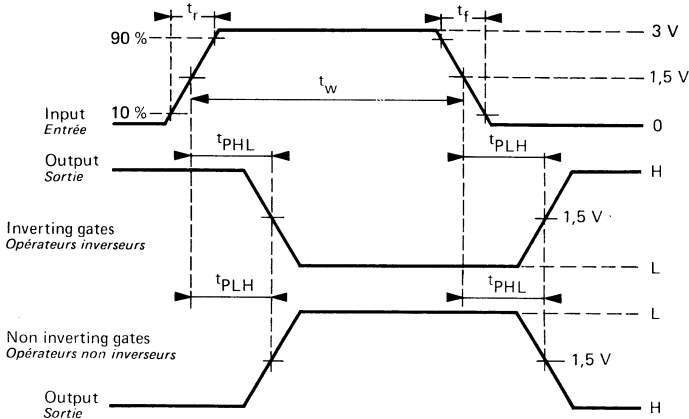 tr
tf
90 %
3 V
tw
1,5 V
10 %
Input
Entrée
0
tPHL
tPLH
Output
Sortie
H
Inverting gates
Opérateurs inverseurs
1,5 V
L
tPLH
tPHL
L
Non inverting gates
Opérateurs non inverseurs
1,5 V
Output
Sortie
H